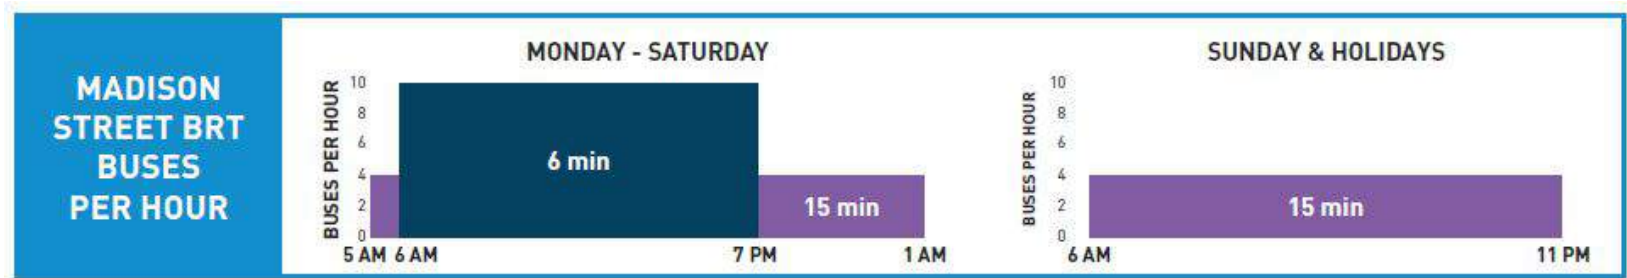 MADISON
STREET BRT
BUSES
PER HOUR
MONDAY - SATURDAY
BUSES PER HOUR
10
8
6
4
2
0
6 min
15 min
5 AM 6 AM 7 PM 1 AM
SUNDAY & HOLIDAYS
BUSES PER HOUR
10
8
6
4
2
0
15 min
6 AM 11 PM